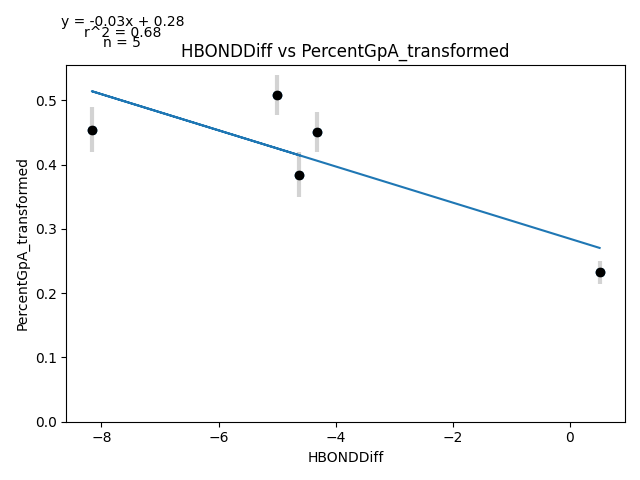 y = -0.03x + 0.28
r^2 = 0.68
n = 5
HBONDDiff vs PercentGpA_transformed
PercentGpA_transformed
0.5
0.4
0.3
0.2
0.1
0.0
−8
−6
−4
−2
0
HBONDDiff